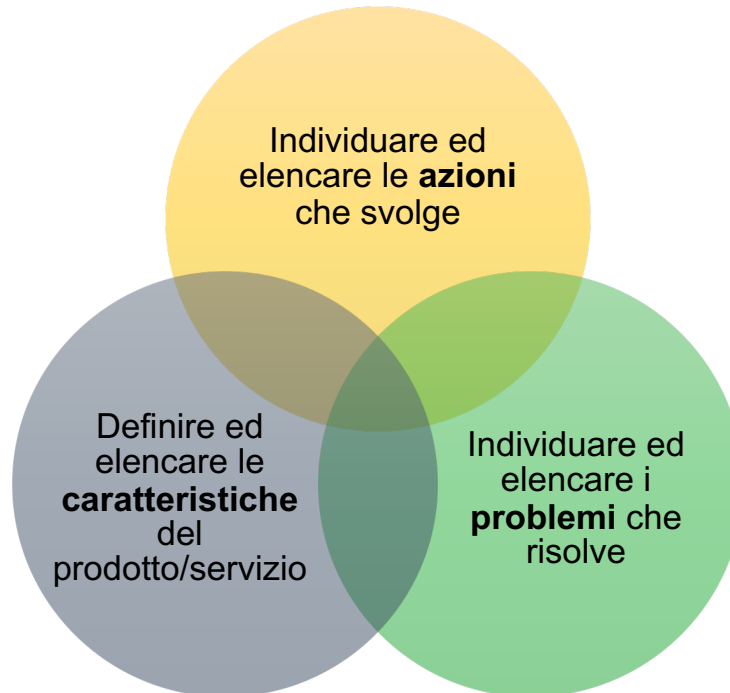 Individuare ed
elencare le azioni
che svolge
Definire ed
elencare le
caratteristiche
del
prodotto/servizio
Individuare ed
elencare i
problemi che
risolve